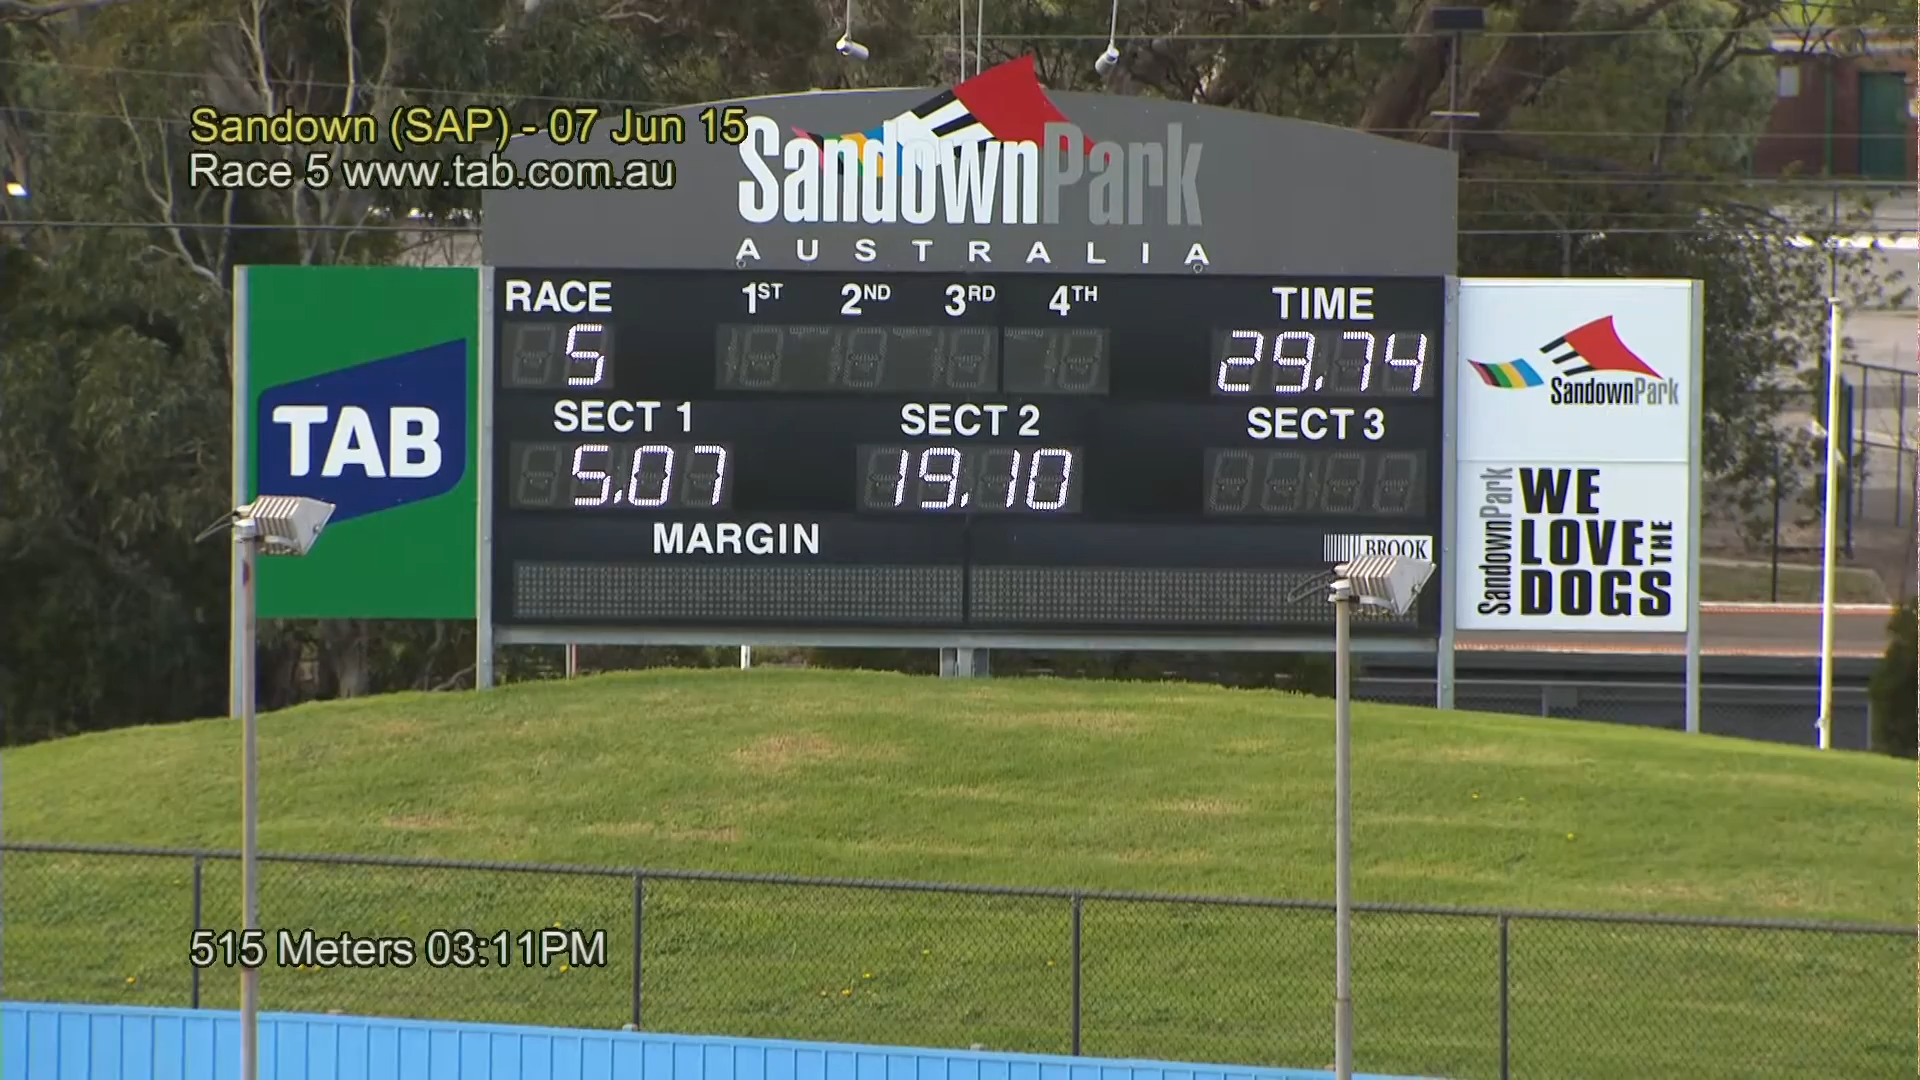 Sandown (SAP) - 07 Jun 15
Race 5 www.tab.com.au
SandownPark
AUSTRALIA
RACE 1ST 2ND 3RD 4TH TIME
5 29.74
SECT 1 SECT 2 SECT 3
5.07 19.10
MARGIN
BROOK
TAB
SandownPark
SandownPark
WE
LOVE THE
DOGS
515 Meters 03:11PM